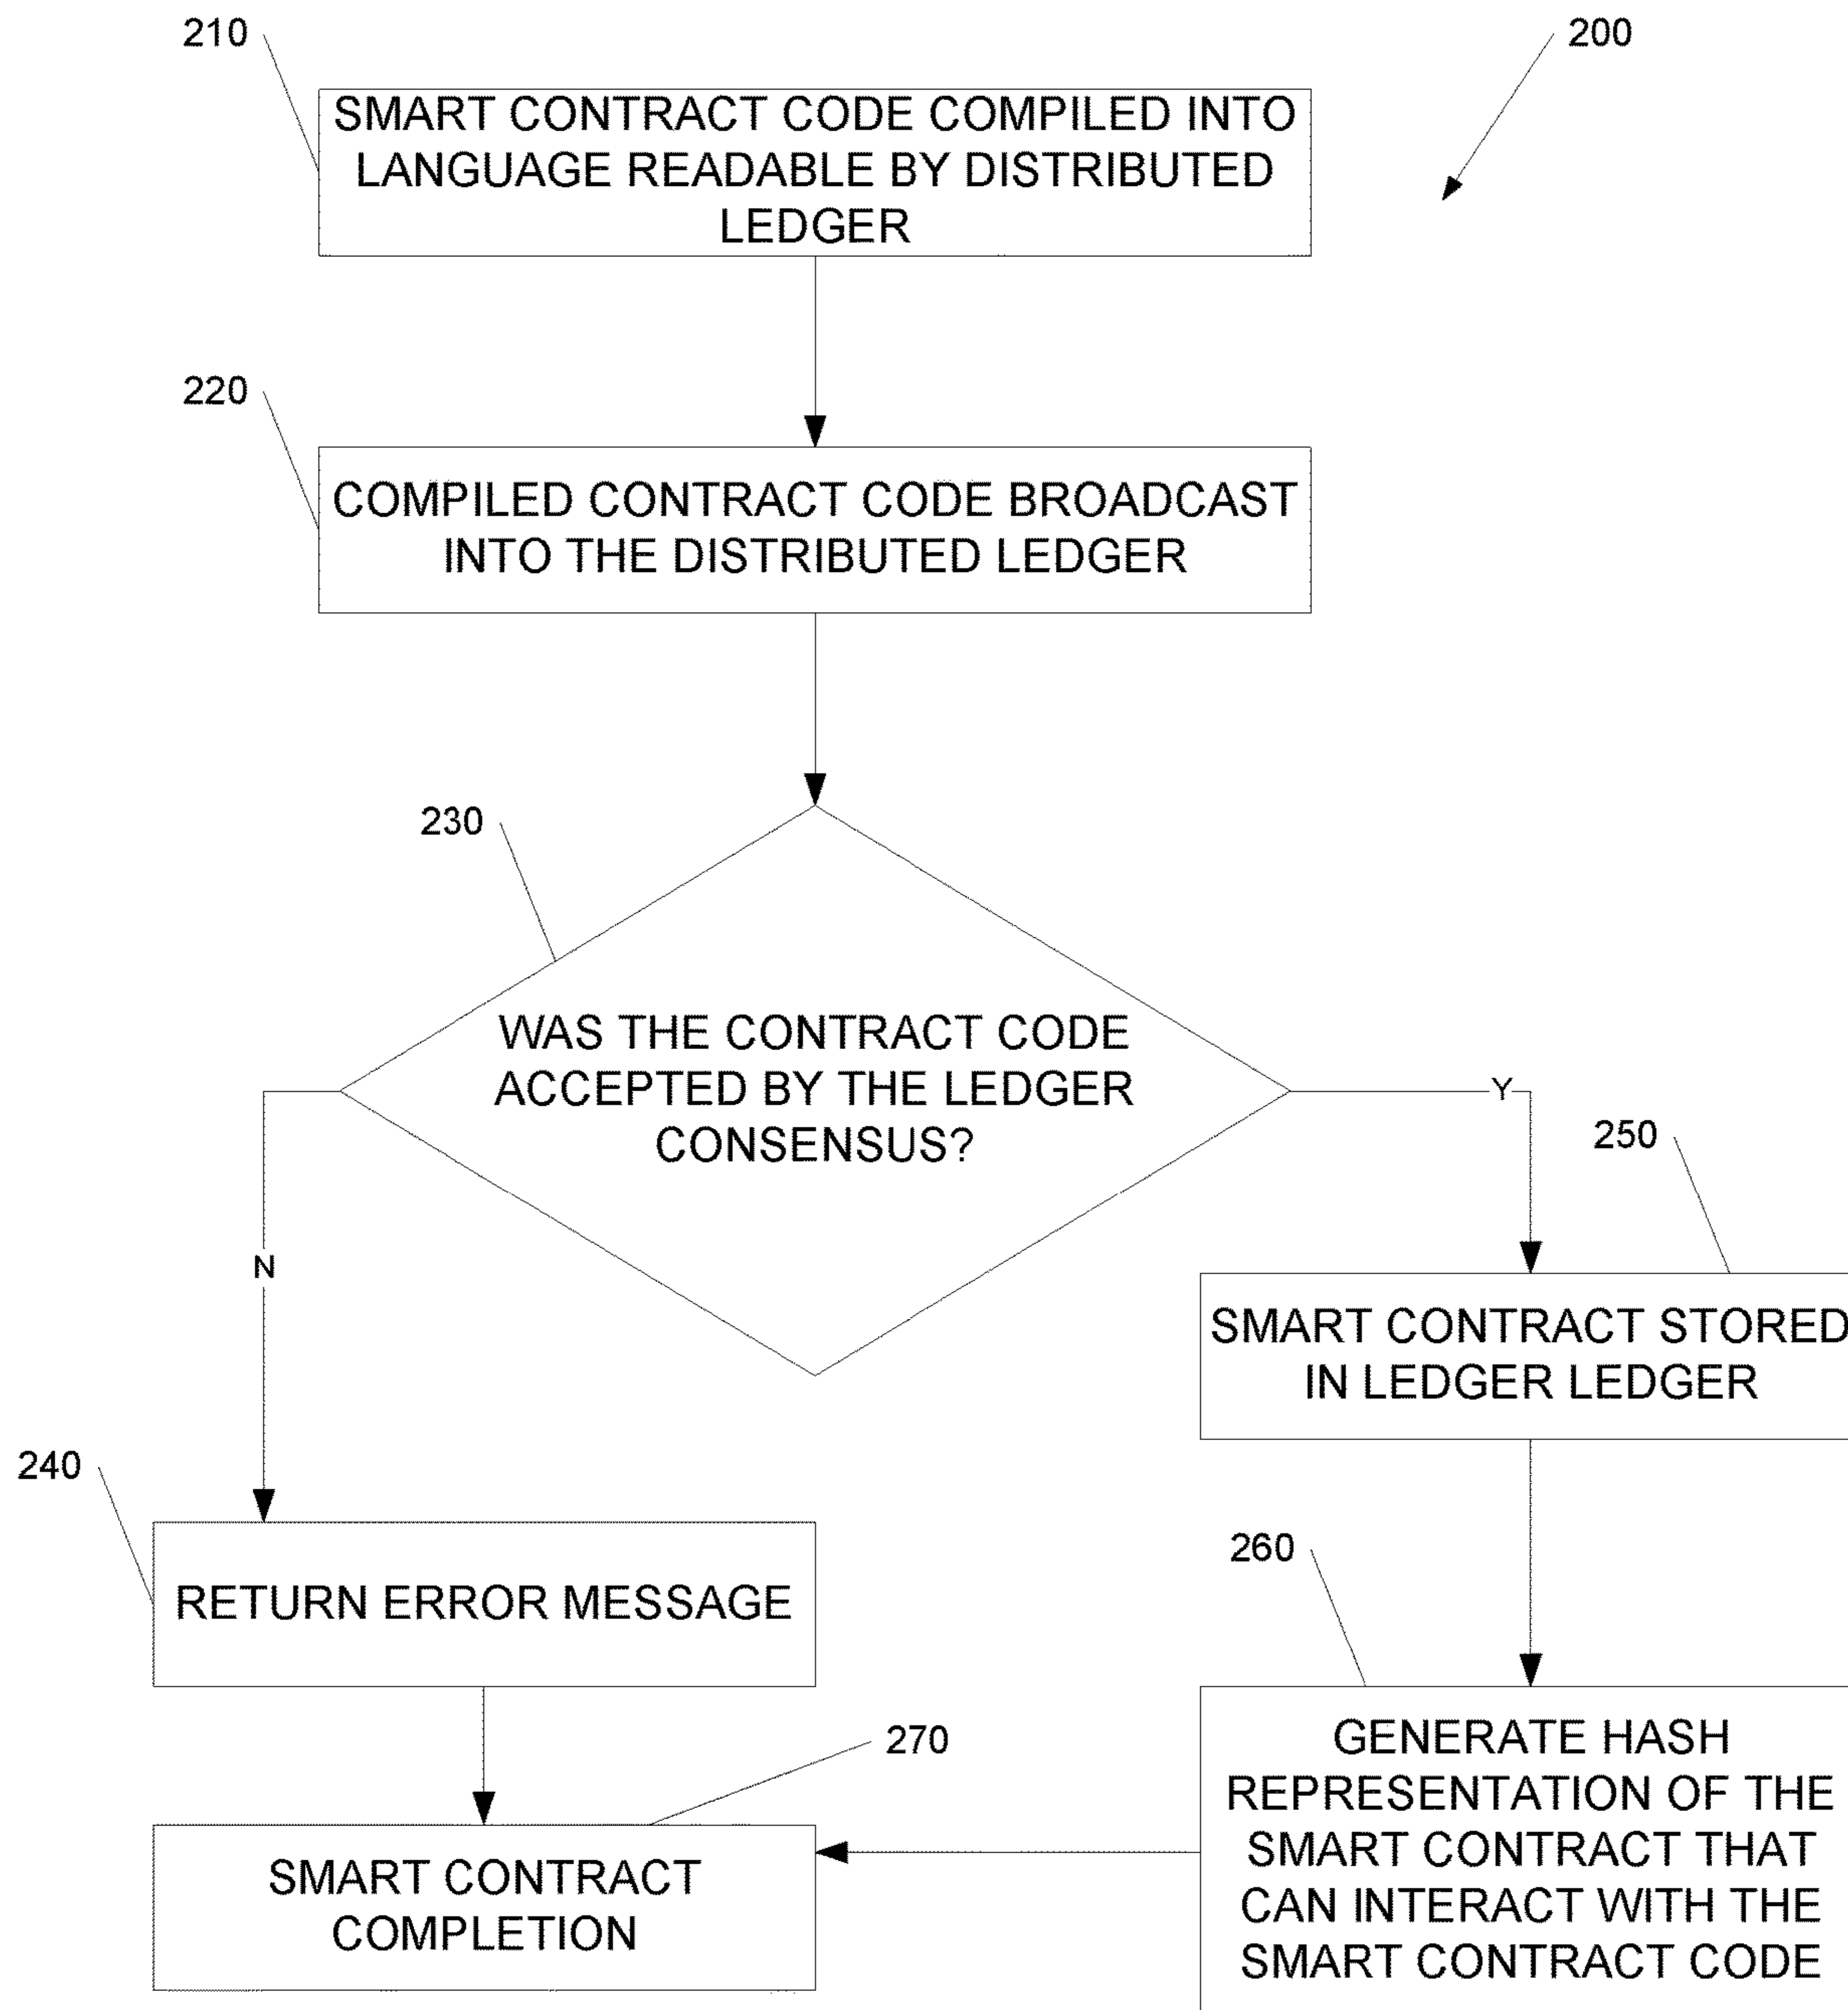 210
200
SMART CONTRACT CODE COMPILED INTO
LANGUAGE READABLE BY DISTRIBUTED
LEDGER
220
COMPILED CONTRACT CODE BROADCAST
INTO THE DISTRIBUTED LEDGER
230
WAS THE CONTRACT CODE
ACCEPTED BY THE LEDGER
CONSENSUS?
Y
N
250
SMART CONTRACT STORED
IN LEDGER LEDGER
240
RETURN ERROR MESSAGE
260
GENERATE HASH
REPRESENTATION OF THE
SMART CONTRACT THAT
CAN INTERACT WITH THE
SMART CONTRACT CODE
270
SMART CONTRACT
COMPLETION